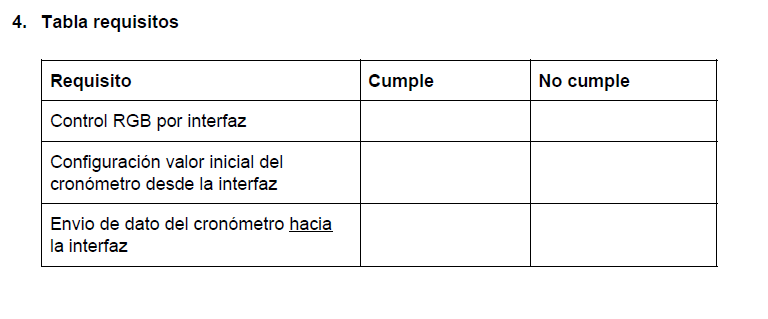 4. Tabla requisitos
Requisito Cumple No cumple
Control RGB por interfaz
Configuración valor inicial del
cronómetro desde la interfaz
Envio de dato del cronómetro hacia
la interfaz